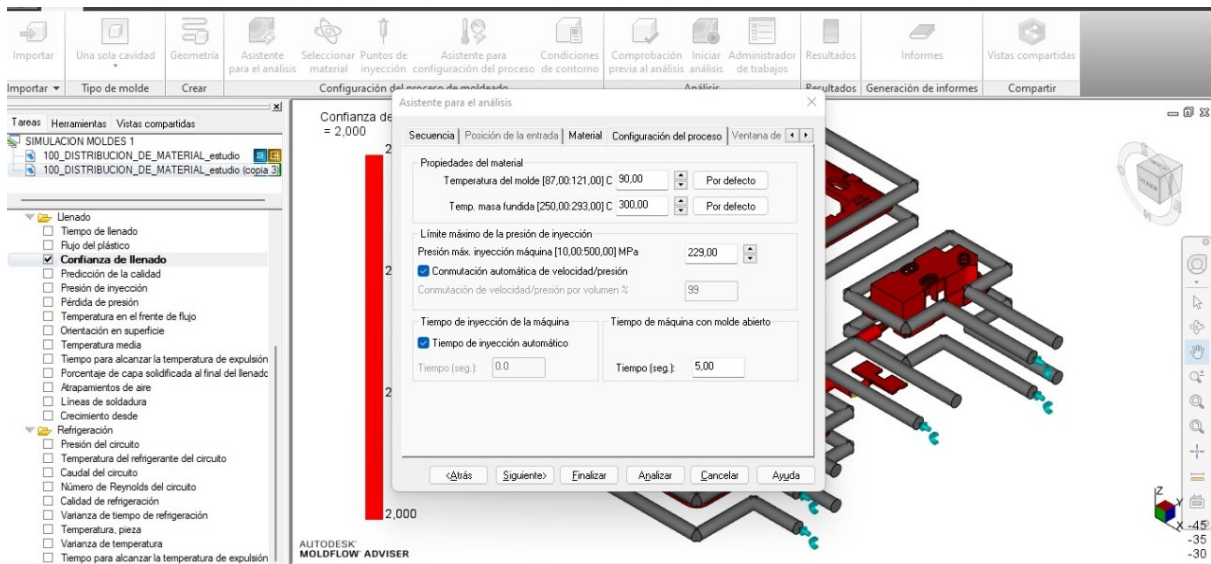 Importar
Una sola cavidad
Geometría
Asistente para el análisis
Seleccionar material
Puntos de inyección
Asistente para configuración del proceso
Condiciones de contorno
Comprobación previa al análisis
Iniciar análisis
Administrador de trabajos
Resultados
Informes
Vistas compartidas
Importar
Tipo de molde
Crear
Configuración del proceso de moldeado
Análisis
Resultados
Generación de informes
Compartir
Tareas Herramientas Vistas compartidas
SIMULACION MOLDES 1
100_DISTRIBUCION_DE_MATERIAL_estudio
100_DISTRIBUCION_DE_MATERIAL_estudio (copia 3)
Llenado
Tiempo de llenado
Flujo del plástico
Confianza de llenado
Predicción de la calidad
Presión de inyección
Pérdida de presión
Temperatura en el frente de flujo
Orientación en superficie
Temperatura media
Tiempo para alcanzar la temperatura de expulsión
Porcentaje de capa solidificada al final del llenado
Atrapamientos de aire
Líneas de soldadura
Crecimiento desde
Refrigeración
Presión del circuito
Temperatura del refrigerante del circuito
Caudal del circuito
Número de Reynolds del circuito
Calidad de refrigeración
Varianza de tiempo de refrigeración
Temperatura, pieza
Varianza de temperatura
Tiempo para alcanzar la temperatura de expulsión
Confianza de
= 2,000
2
2
2
2,000
AUTODESK'
MOLDFLOW' ADVISER
Asistente para el análisis
Secuencia Posición de la entrada Material Configuración del proceso Ventana de
Propiedades del material
Temperatura del molde [87,00:121,00] C 90,00 Por defecto
Temp. masa fundida [250,00:293,00] C 300,00 Por defecto
Límite máximo de la presión de inyección
Presión máx. inyección máquina [10,00:500,00] MPa 229,00
Conmutación automática de velocidad/presión
Conmutación de velocidad/presión por volumen % 99
Tiempo de inyección de la máquina
Tiempo de inyección automático
Tiempo (seg.): 0.0
Tiempo de máquina con molde abierto
Tiempo (seg.): 5,00
<Atrás Siguiente> Finalizar Analizar Cancelar Ayuda
Z
Y
X
-45
-35
-30